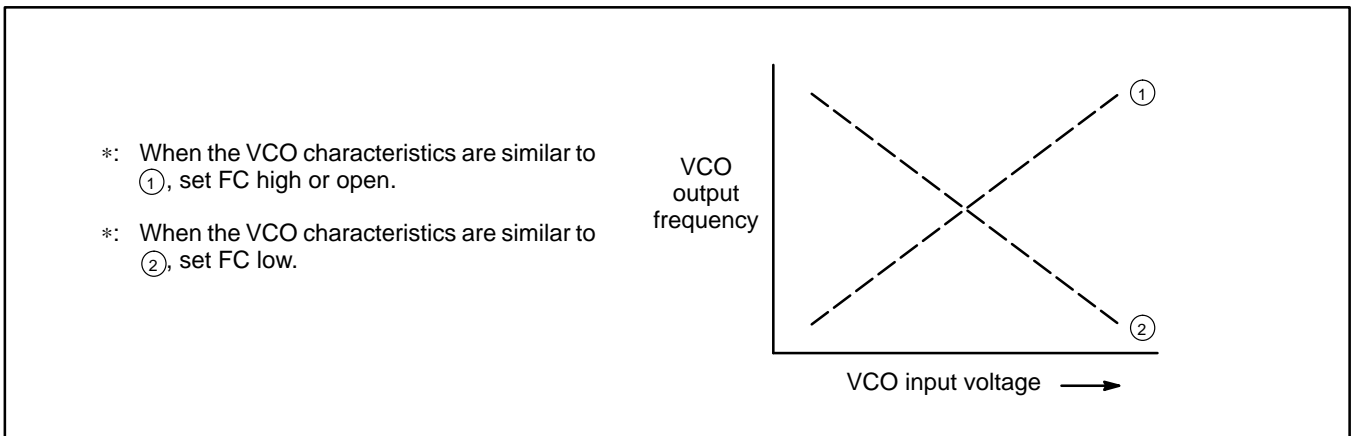 *: When the VCO characteristics are similar to
①, set FC high or open.
*: When the VCO characteristics are similar to
②, set FC low.
VCO
output
frequency
①
②
VCO input voltage